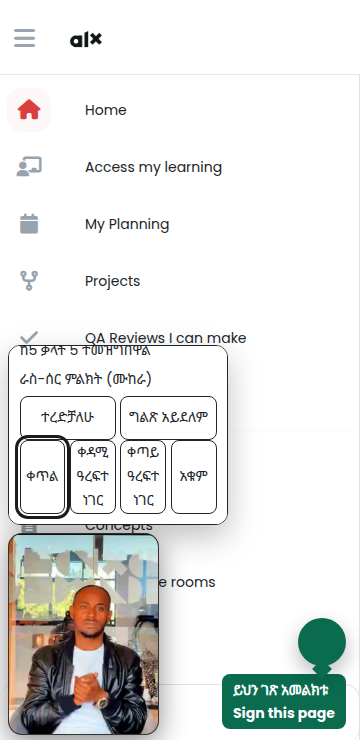 alx
Home
Access my learning
My Planning
Projects
QA Reviews I can make
ከ5 ቃላት 5 ተመዝግበዋል
ራስ-ሰር ምልክት (ሙከራ)
ተረድቻለሁ
ግልጽ አይደለም
ቀጥል
ቀዳሚ
ዓረፍተ
ነገር
ቀጣይ
ዓረፍተ
ነገር
አቁም
Concepts
e rooms
ይህን ገጽ አመልክቱ
Sign this page